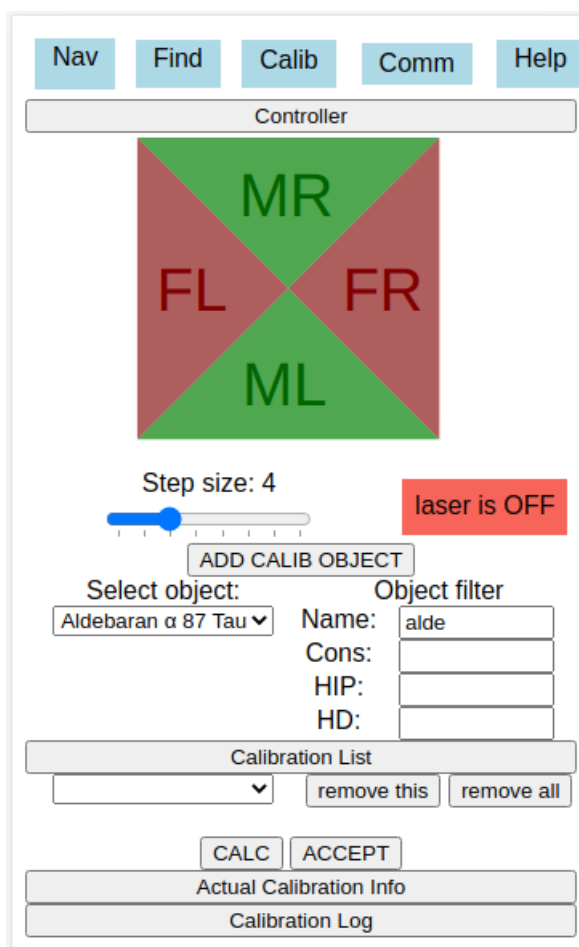 Nav Find Calib Comm Help
Controller
MR
FL FR
ML
Step size: 4
laser is OFF
ADD CALIB OBJECT
Select object: Object filter
Aldebaran α 87 Tau Name: alde
Cons:
HIP:
HD:
Calibration List
remove this remove all
CALC ACCEPT
Actual Calibration Info
Calibration Log